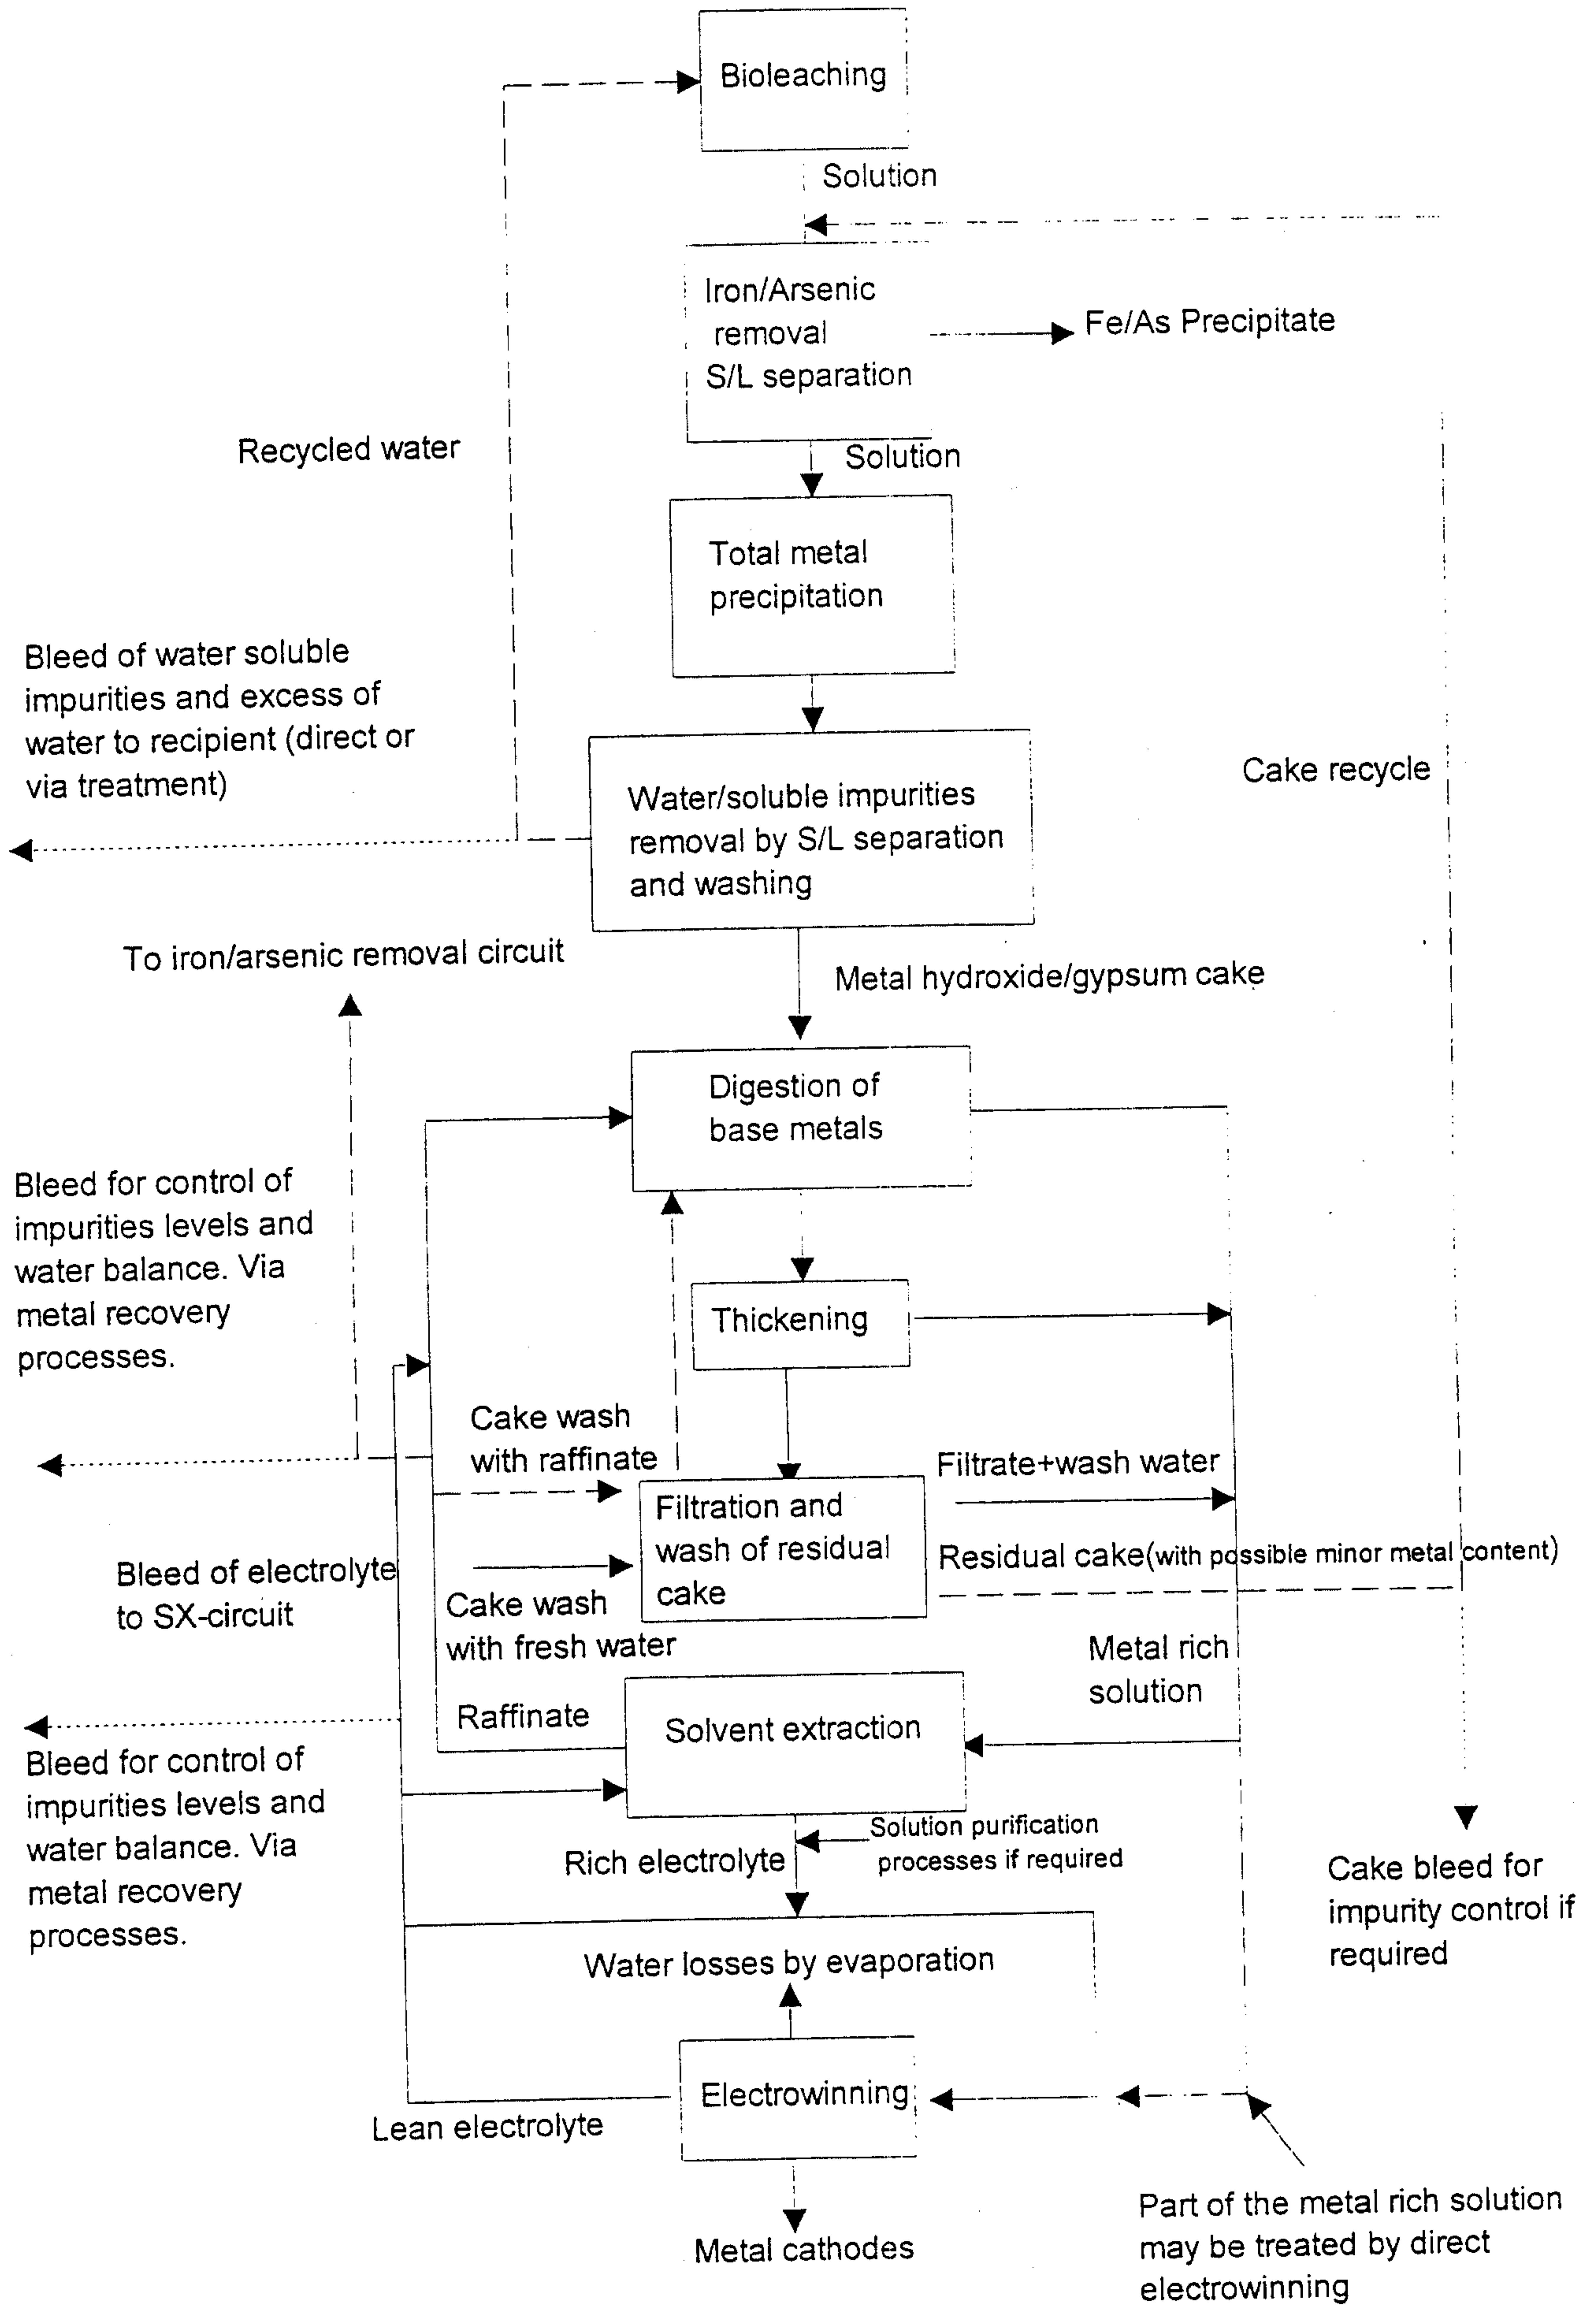 Bioleaching
Solution
Iron/Arsenic
removal
S/L separation
Fe/As Precipitate
Recycled water
Solution
Total metal
precipitation
Bleed of water soluble
impurities and excess of
water to recipient (direct or
via treatment)
Water/soluble impurities
removal by S/L separation
and washing
Cake recycle
To iron/arsenic removal circuit
Metal hydroxide/gypsum cake
Digestion of
base metals
Bleed for control of
impurities levels and
water balance. Via
metal recovery
processes.
Thickening
Cake wash
with raffinate
Filtration and
wash of residual
cake
Filtrate+wash water
Residual cake(with possible minor metal content)
Bleed of electrolyte
to SX-circuit
Cake wash
with fresh water
Metal rich
solution
Raffinate
Solvent extraction
Bleed for control of
impurities levels and
water balance. Via
metal recovery
processes.
Solution purification
processes if required
Rich electrolyte
Cake bleed for
impurity control if
required
Water losses by evaporation
Electrowinning
Lean electrolyte
Metal cathodes
Part of the metal rich solution
may be treated by direct
electrowinning